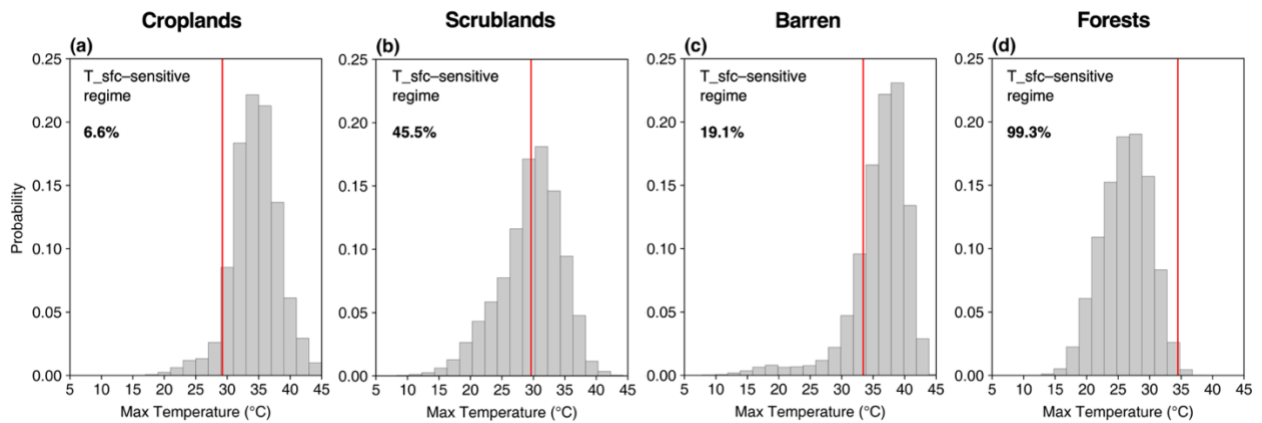 Croplands
Scrublands
Barren
Forests
(a)
(b)
(c)
(d)
0.25
0.20
0.15
0.10
0.05
0.00
Probability
T_sfc–sensitive
regime
6.6%
5 10 15 20 25 30 35 40 45
Max Temperature (°C)
0.25
0.20
0.15
0.10
0.05
0.00
T_sfc–sensitive
regime
45.5%
5 10 15 20 25 30 35 40 45
Max Temperature (°C)
0.25
0.20
0.15
0.10
0.05
0.00
T_sfc–sensitive
regime
19.1%
5 10 15 20 25 30 35 40 45
Max Temperature (°C)
0.25
0.20
0.15
0.10
0.05
0.00
T_sfc–sensitive
regime
99.3%
5 10 15 20 25 30 35 40 45
Max Temperature (°C)